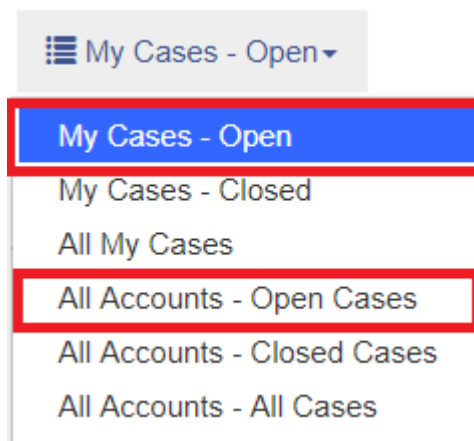 My Cases - Open
My Cases - Open
My Cases - Closed
All My Cases
All Accounts - Open Cases
All Accounts - Closed Cases
All Accounts - All Cases